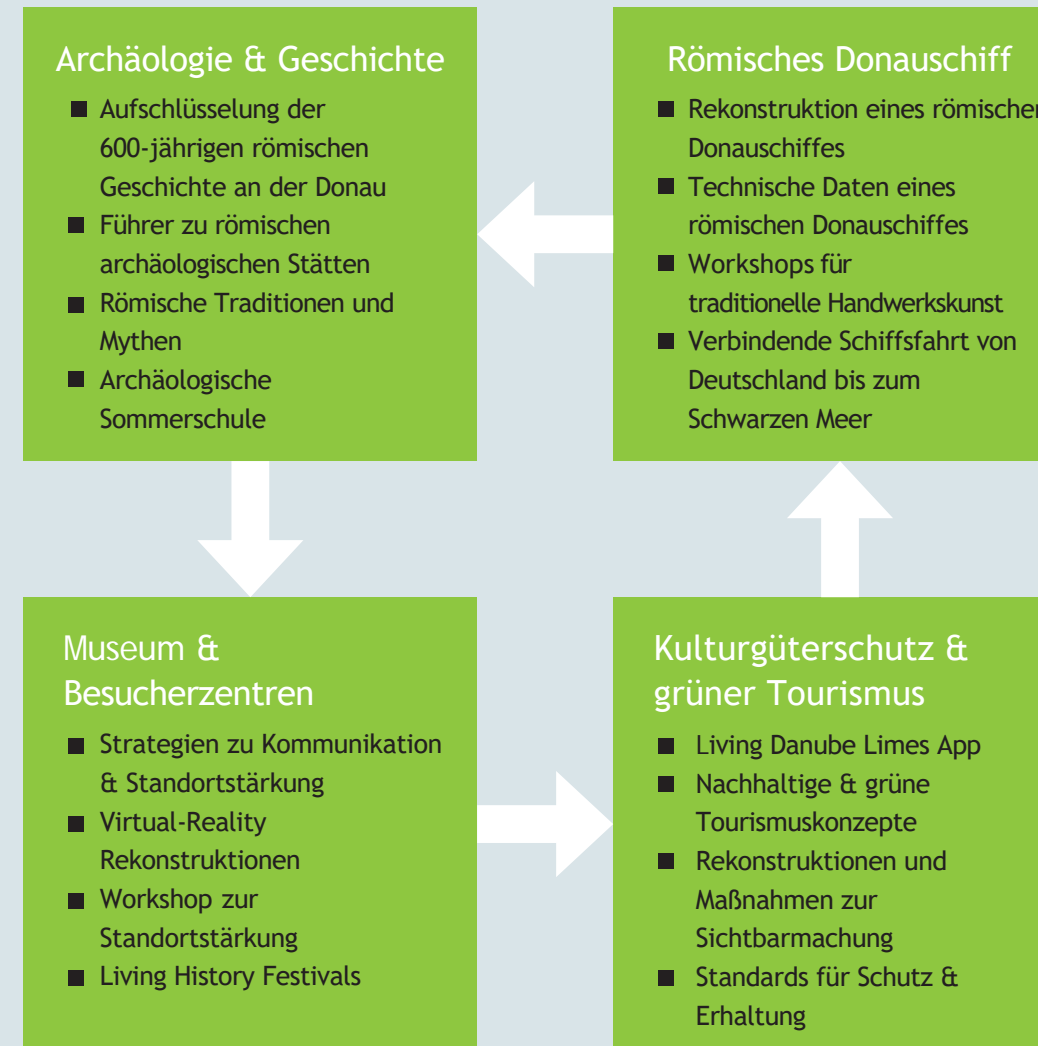 Archäologie & Geschichte
■ Aufschlüsselung der
600-jährigen römischen
Geschichte an der Donau
■ Führer zu römischen
archäologischen Stätten
■ Römische Traditionen und
Mythen
■ Archäologische
Sommerschule
Römisches Donauschiff
■ Rekonstruktion eines römischen
Donauschiffes
■ Technische Daten eines
römischen Donauschiffes
■ Workshops für
traditionelle Handwerkskunst
■ Verbindende Schiffsfahrt von
Deutschland bis zum
Schwarzen Meer
Museum &
Besucherzentren
■ Strategien zu Kommunikation
& Standortstärkung
■ Virtual-Reality
Rekonstruktionen
■ Workshop zur
Standortstärkung
■ Living History Festivals
Kulturgüterschutz &
grüner Tourismus
■ Living Danube Limes App
■ Nachhaltige & grüne
Tourismuskonzepte
■ Rekonstruktionen und
Maßnahmen zur
Sichtbarmachung
■ Standards für Schutz &
Erhaltung